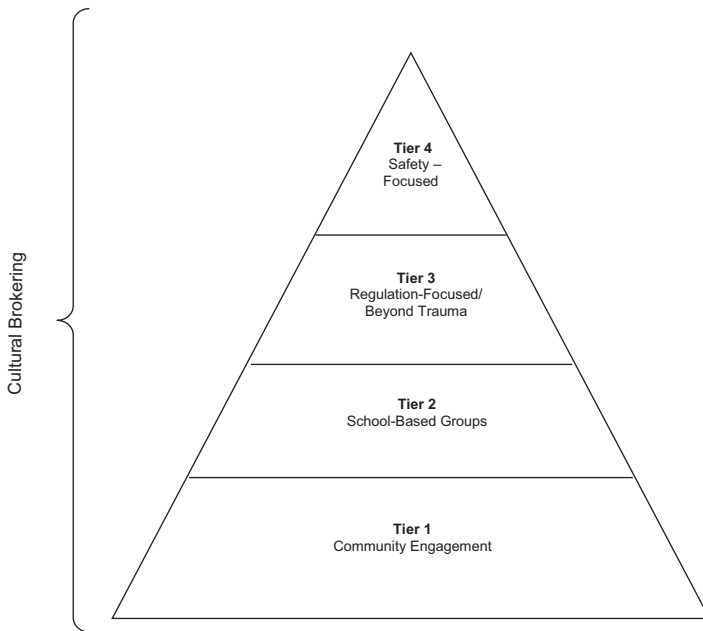 Cultural Brokering
Tier 4
Safety –
Focused
Tier 3
Regulation-Focused/
Beyond Trauma
Tier 2
School-Based Groups
Tier 1
Community Engagement